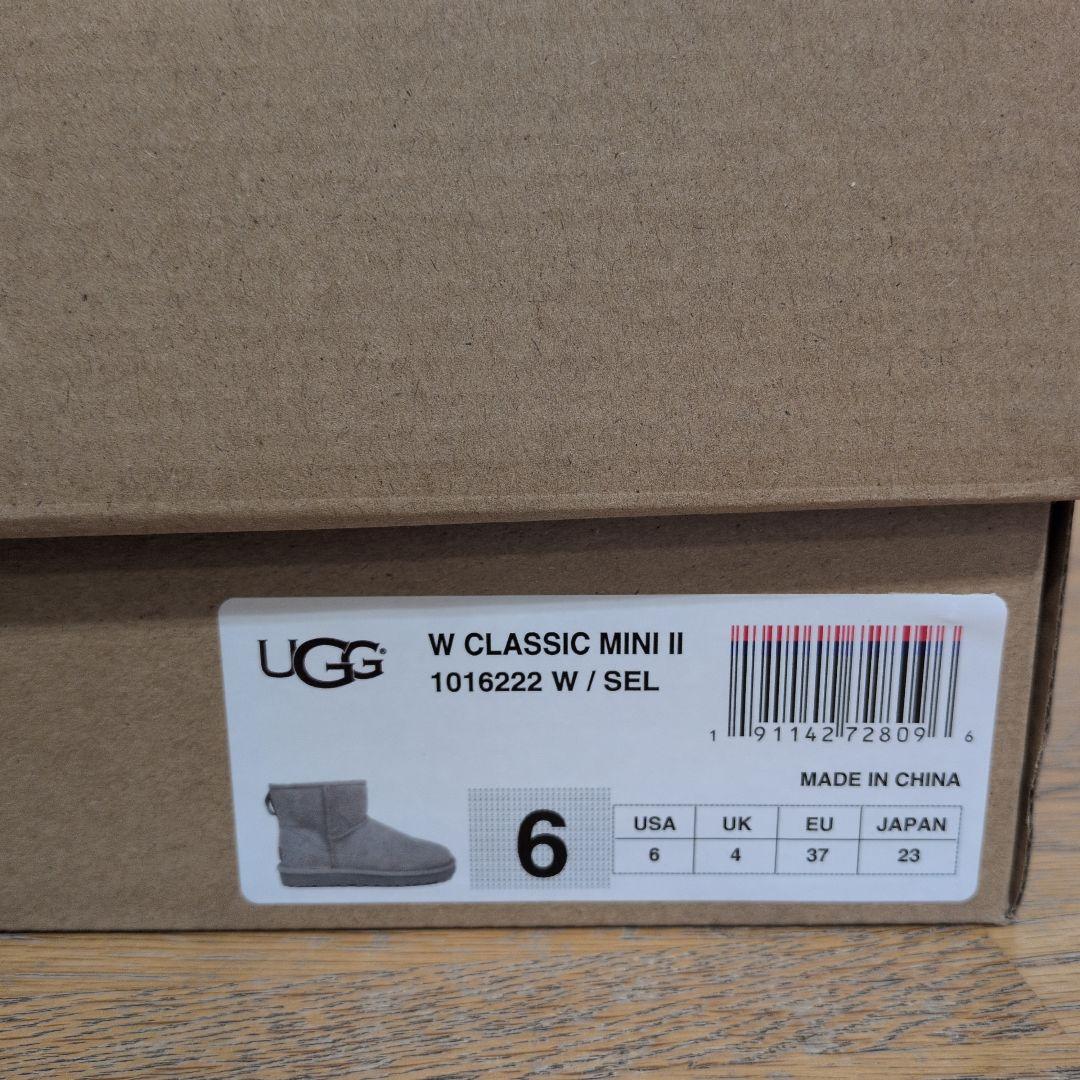 UGG®
W CLASSIC MINI II
1016222 W / SEL
1 91142 72809 6
MADE IN CHINA
6
USA UK EU JAPAN
6 4 37 23